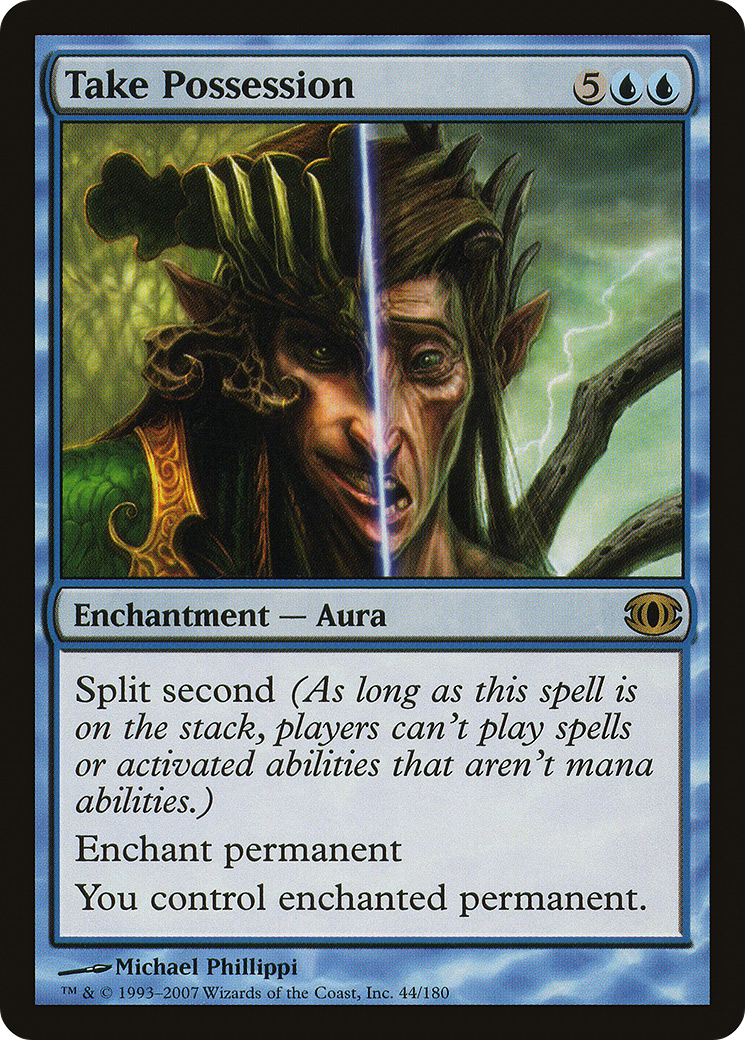 Take Possession 5
Enchantment — Aura
Split second (As long as this spell is
on the stack, players can't play spells
or activated abilities that aren't mana
abilities.)
Enchant permanent
You control enchanted permanent.
Michael Phillippi
™ & © 1993–2007 Wizards of the Coast, Inc. 44/180